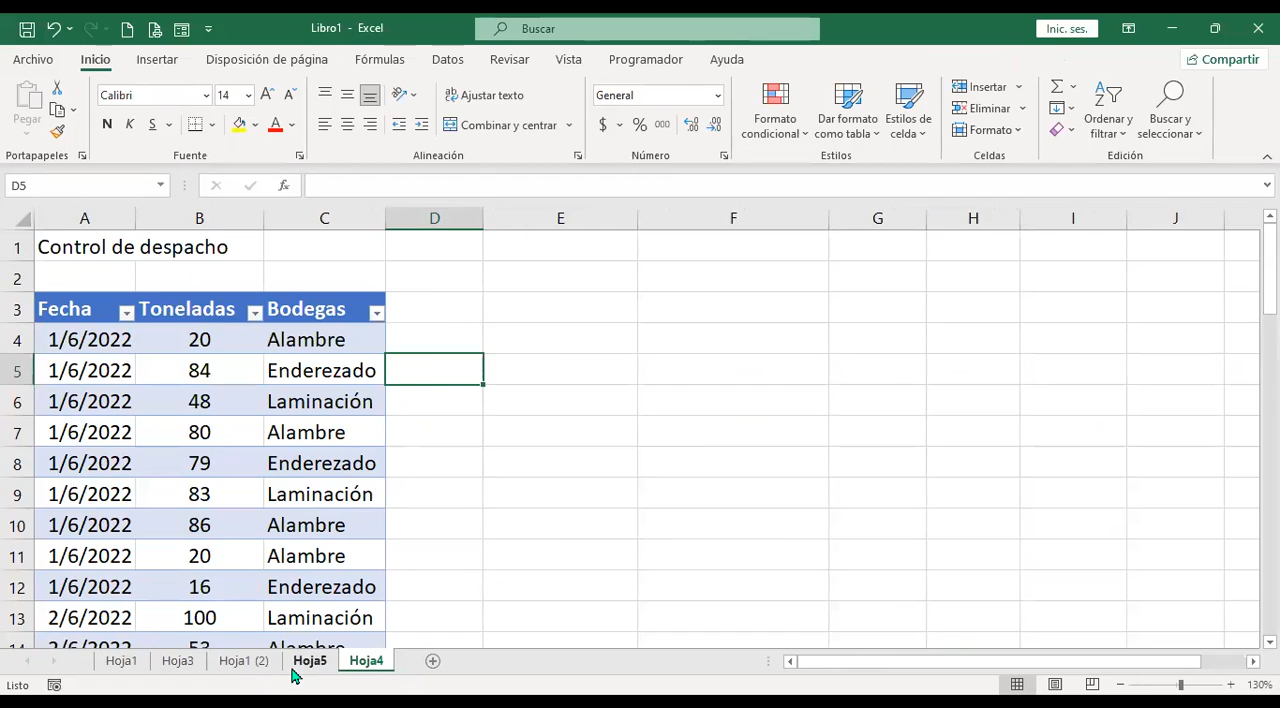 Libro1 - Excel
Buscar
Inic. ses.
Archivo Inicio Insertar Disposición de página Fórmulas Datos Revisar Vista Programador Ayuda
Compartir
Pegar
Calibri 14
N K S
Ajustar texto
Combinar y centrar
General
$ % 000
Formato condicional
Dar formato como tabla
Estilos de celda
Insertar
Eliminar
Formato
Ordenar y filtrar
Buscar y seleccionar
Portapapeles Fuente Alineación Número Estilos Celdas Edición
D5
A B C D E F G H I J
1 Control de despacho
2
3 Fecha Toneladas Bodegas
4 1/6/2022 20 Alambre
5 1/6/2022 84 Enderezado
6 1/6/2022 48 Laminación
7 1/6/2022 80 Alambre
8 1/6/2022 79 Enderezado
9 1/6/2022 83 Laminación
10 1/6/2022 86 Alambre
11 1/6/2022 20 Alambre
12 1/6/2022 16 Enderezado
13 2/6/2022 100 Laminación
14 2/6/2022 53 Alambre
Hoja1 Hoja3 Hoja1 (2) Hoja5 Hoja4
Listo
130%